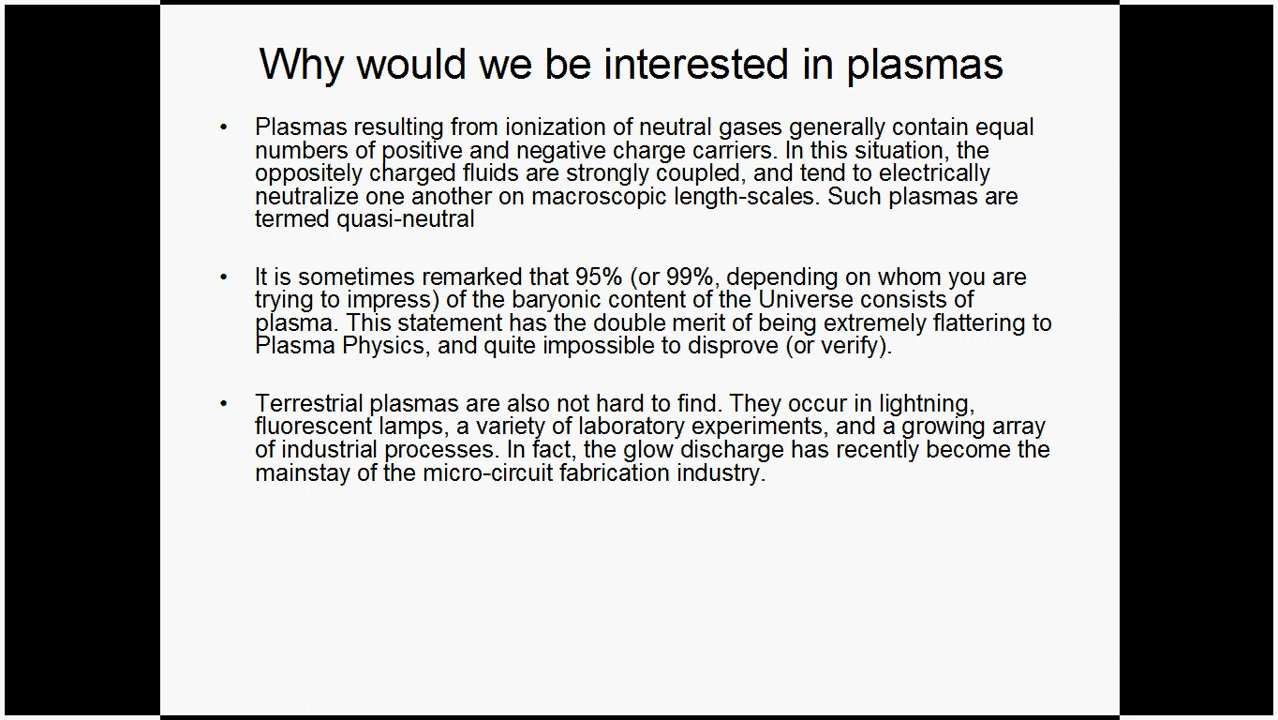 Why would we be interested in plasmas
• Plasmas resulting from ionization of neutral gases generally contain equal
numbers of positive and negative charge carriers. In this situation, the
oppositely charged fluids are strongly coupled, and tend to electrically
neutralize one another on macroscopic length-scales. Such plasmas are
termed quasi-neutral
• It is sometimes remarked that 95% (or 99%, depending on whom you are
trying to impress) of the baryonic content of the Universe consists of
plasma. This statement has the double merit of being extremely flattering to
Plasma Physics, and quite impossible to disprove (or verify).
• Terrestrial plasmas are also not hard to find. They occur in lightning,
fluorescent lamps, a variety of laboratory experiments, and a growing array
of industrial processes. In fact, the glow discharge has recently become the
mainstay of the micro-circuit fabrication industry.